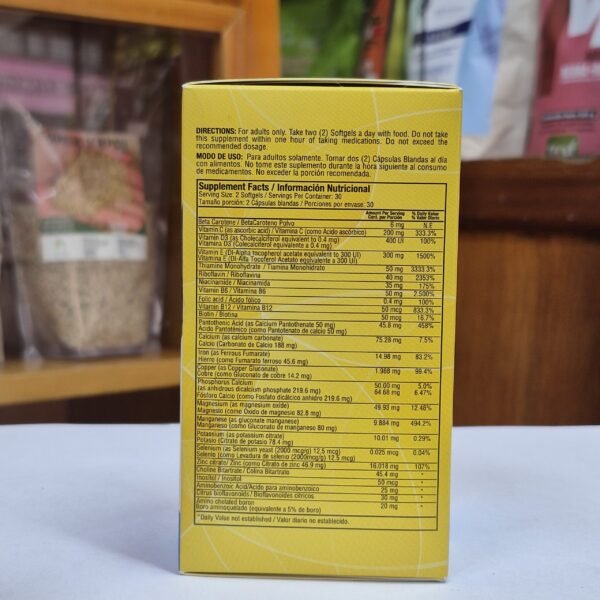 DIRECTIONS: For adults only. Take two (2) Softgels a day with food. Do not take
this supplement within one hour of taking medications. Do not exceed the
recommended dosage.
MODO DE USO: Para adultos solamente. Tomar dos (2) Cápsulas Blandas al día
con alimentos. No tome este suplemento durante la hora siguiente al consumo
de medicamentos. No exceder la porción recomendada.
Supplement Facts / Información Nutricional
Serving Size: 2 Softgels / Servings Per Container: 30
Tamaño porción: 2 Cápsulas blandas / Porciones por envase: 30
Amount Per Serving % Daily Value
Cant. por Porción % Valor Diario
Beta Carotene / BetaCaroteno Polvo 6 mg N.E
Vitamin C (as ascorbic acid) / Vitamina C (como Ácido ascórbico) 200 mg 333.3%
Vitamin D3 (as Cholecalciferol equivalent to 0.4 mg) 400 UI 100%
Vitamina D3 (Colecalciferol equivalente a 0.4 mg)
Vitamin E (Dl-Alpha tocopherol acetate equivalent to 300 UI) 300 mg 1500%
Vitamina E (Dl-Alfa Tocoferol Acetato equivalente a 300 UI)
Thiamine Monohydrate / Tiamina Monohidrato 50 mg 3333.3%
Riboflavin / Riboflavina 40 mg 2353%
Niacinamide / Niacinamida 35 mg 175%
Vitamin B6 / Vitamina B6 50 mg 2.500%
Folic acid / Ácido fólico 0.4 mg 100%
Vitamin B12 / Vitamina B12 50 mcg 833.3%
Biotin / Biotina 50 mcg 16.7%
Pantothenic Acid (as Calcium Pantothenate 50 mg) 45.8 mg 458%
Acido Pantoténico (como Pantotenato de calcio 50 mg)
Calcium (as calcium carbonate) 75.28 mg 7.5%
Calcio (Carbonato de Calcio 188 mg)
Iron (as Ferrous Fumarate) 14.98 mg 83.2%
Hierro (como Fumarato ferroso 45.6 mg)
Copper (as Copper Gluconate) 1.988 mg 99.4%
Cobre (como Gluconato de cobre 14.2 mg)
Phosphorus Calcium 50.00 mg 5.0%
(as anhidrous dicalcium phosphate 219.6 mg) 64.68 mg 6.47%
Fósforo Calcio (como Fosfato dicálcico anhidro 219.6 mg)
Magnesium (as magnesium oxide) 49.93 mg 12.48%
Magnesio (como Óxido de magnesio 82.8 mg)
Manganese (as gluconate manganese) 9.884 mg 494.2%
Manganeso (como Gluconato de manganeso 80 mg)
Potassium (as potassium citrate) 10.01 mg 0.29%
Potasio (Citrato de potasio 78.4 mg)
Selenium (as Selenium yeast (2000 mcg/g) 12.5 mcg) 0.025 mcg 0.04%
Selenio (como Levadura de selenio (2000mcg/g) 12.5 mcg)
Zinc citrato/ Zinc (como Citrato de zinc 46.9 mg) 16.018 mg 107%
Choline Bitartrate / Colina Bitartrato 45.4 mg *
Inositol / Inositol 50 mcg *
Aminobenzoic Acid/Acido para aminobenzoico 25 mg *
Citrus bioflavonoids / Bioflavonoides cítricos 30 mg *
Amino chelated boron 20 mg *
Boro aminoquelado (equivalente a 5% de boro)
*Daily Value not established / Valor diario no establecido.